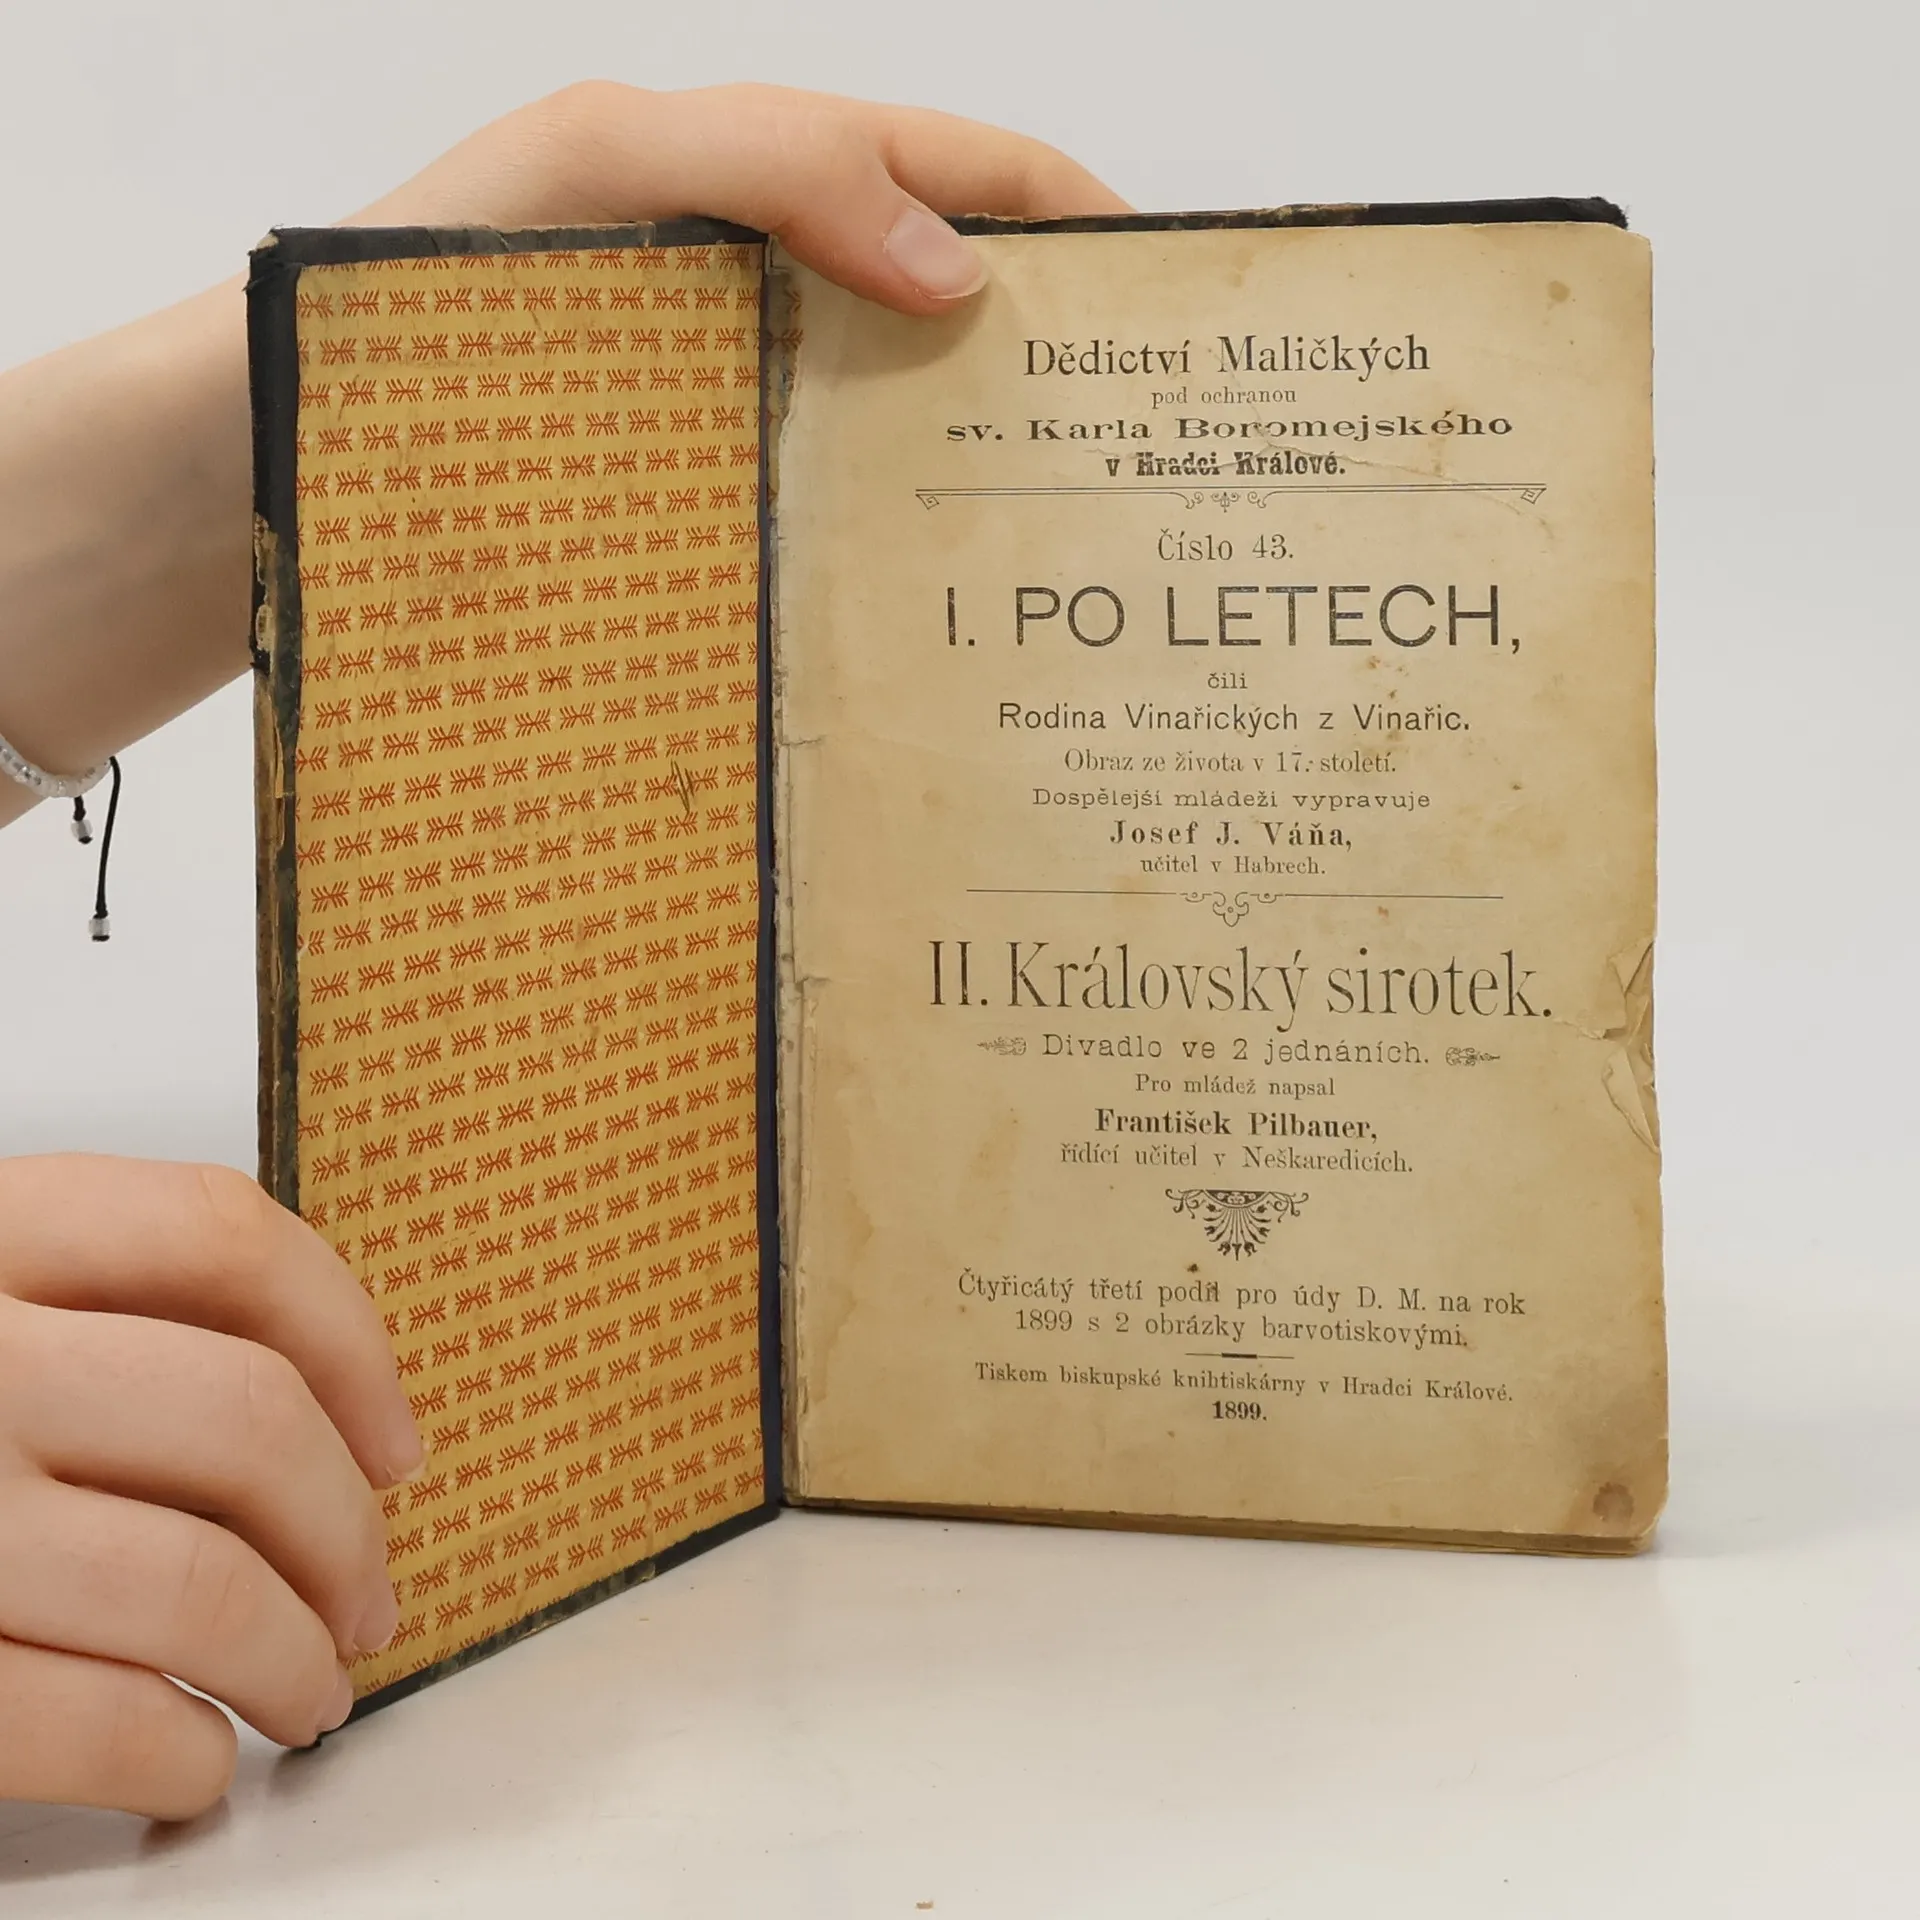 Dědictví Maličkých
pod ochranou
sv. Karla Boromejského
v Hradci Králové.
Číslo 43.
I. PO LETECH,
čili
Rodina Vinařických z Vinařic.
Obraz ze života v 17. století.
Dospělejší mládeži vypravuje
Josef J. Váňa,
učitel v Habrech.
II. Královský sirotek.
Divadlo ve 2 jednáních.
Pro mládež napsal
František Pilbauer,
řídící učitel v Neškaredicích.
Čtyřicátý třetí podíl pro údy D. M. na rok
1899 s 2 obrázky barvotiskovými.
Tiskem biskupské knihtiskárny v Hradci Králové.
1899.